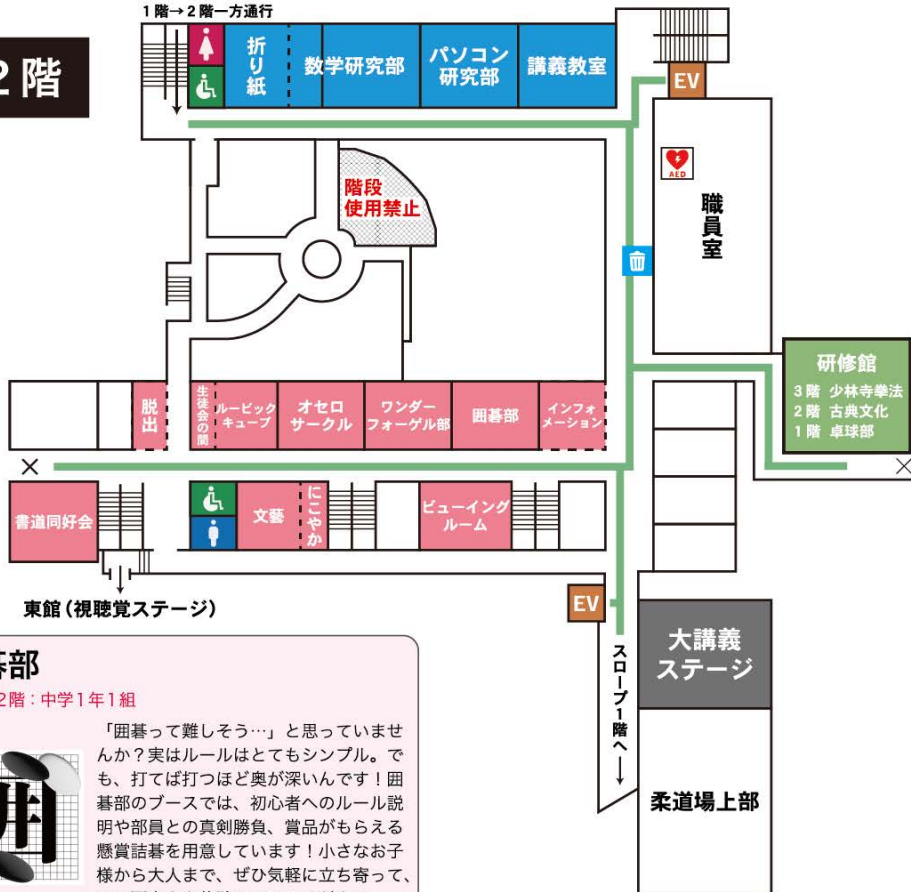 1階→2階一方通行
2階
折り紙
数学研究部
パソコン
研究部
講義教室
EV
AED
職員室
階段
使用禁止
研修館
3階 少林寺拳法
2階 古典文化
1階 卓球部
脱出
生徒会の間
ルービック
キューブ
オセロ
サークル
ワンダー
フォーゲル部
囲碁部
インフォ
メーション
書道同好会
文藝
にこやか
ビューイング
ルーム
東館(視聴覚ステージ)
EV
スロープ1階へ→
大講義
ステージ
柔道場上部
碁部
2階:中学1年1組
囲
「囲碁って難しそう…」と思っていませ
んか?実はルールはとてもシンプル。で
も、打てば打つほど奥が深いんです!囲
碁部のブースでは、初心者へのルール説
明や部員との真剣勝負、賞品がもらえる
懸賞詰碁を用意しています!小さなお子
様から大人まで、ぜひ気軽に立ち寄って、